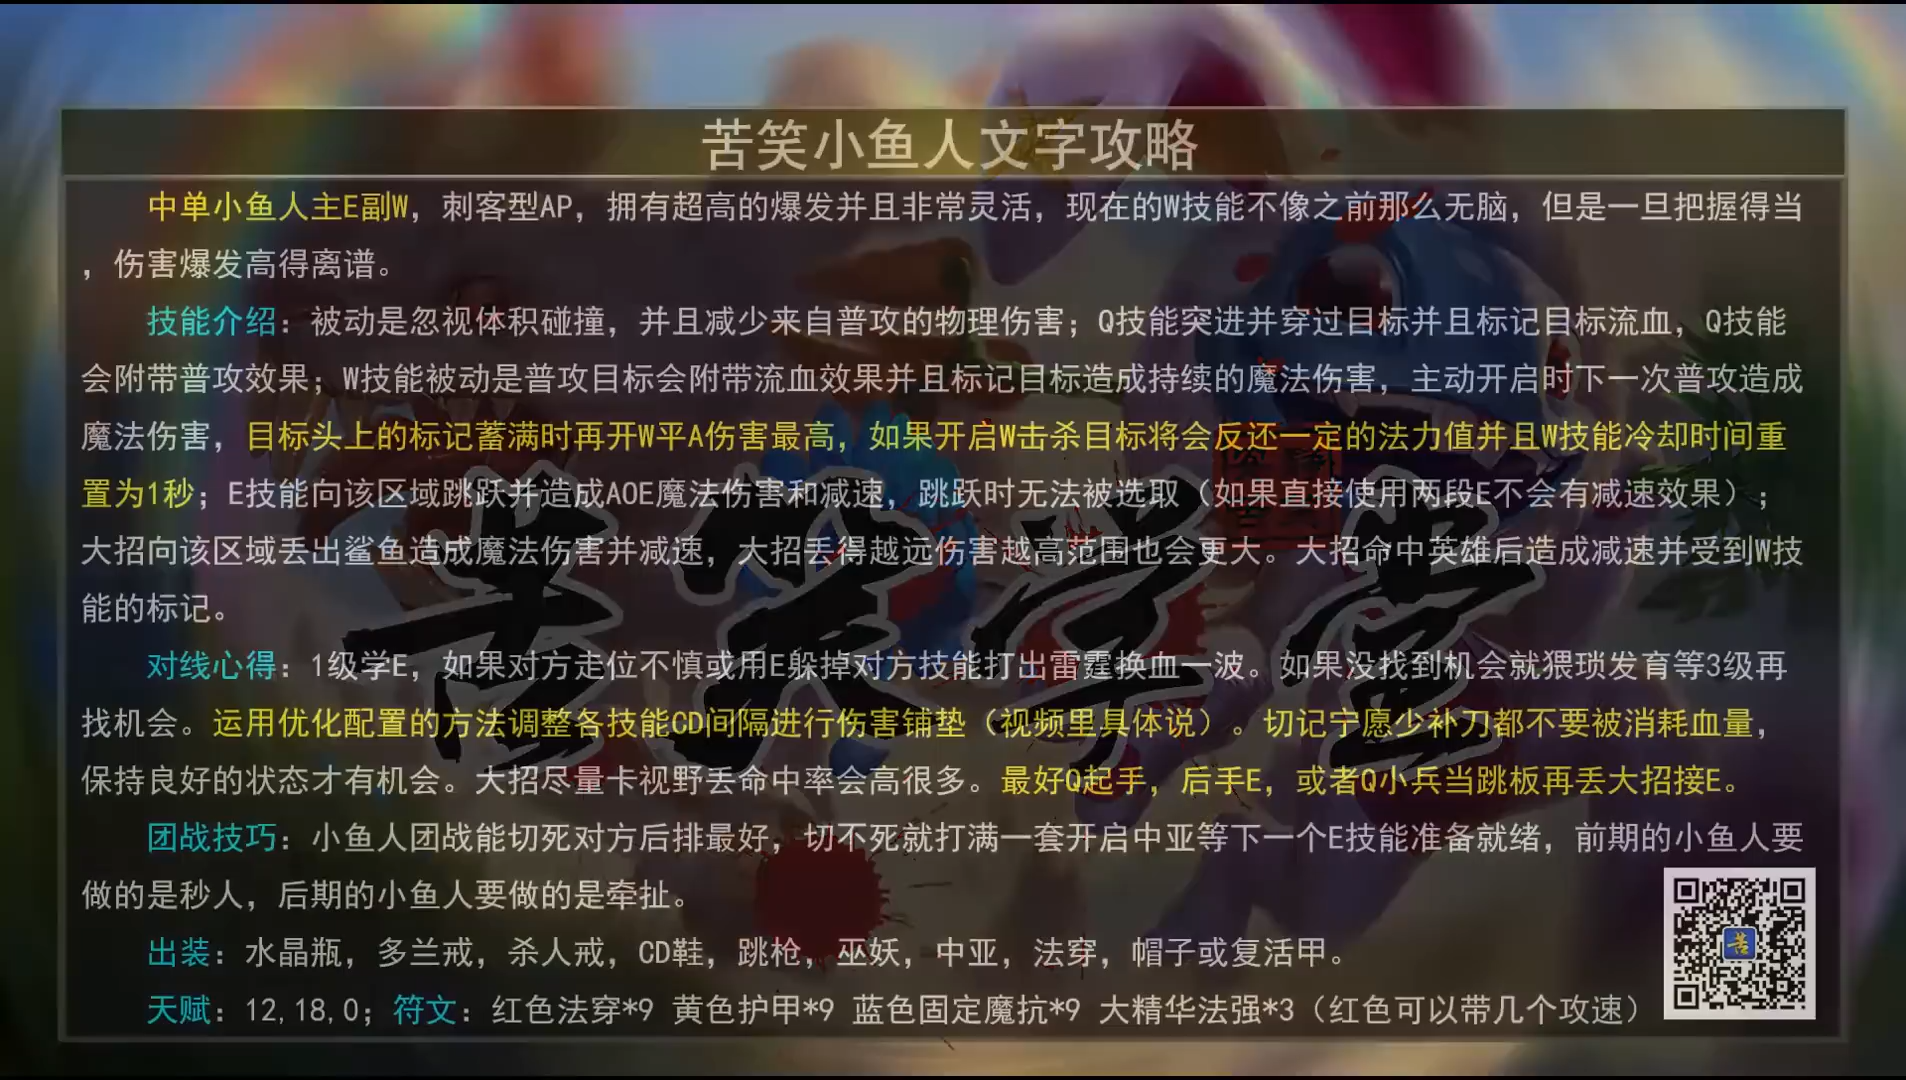 苦笑小鱼人文字攻略
中单小鱼人主E副W，刺客型AP，拥有超高的爆发并且非常灵活，现在的W技能不像之前那么无脑，但是一旦把握得当
，伤害爆发高得离谱。
技能介绍：被动是忽视体积碰撞，并且减少来自普攻的物理伤害；Q技能突进并穿过目标并且标记目标流血，Q技能
会附带普攻效果；W技能被动是普攻目标会附带流血效果并且标记目标造成持续的魔法伤害，主动开启时下一次普攻造成
魔法伤害，目标头上的标记蓄满时再开W平A伤害最高，如果开启W击杀目标将会反还一定的法力值并且W技能冷却时间重
置为1秒；E技能向该区域跳跃并造成AOE魔法伤害和减速，跳跃时无法被选取（如果直接使用两段E不会有减速效果）；
大招向该区域丢出鲨鱼造成魔法伤害并减速，大招丢得越远伤害越高范围也会更大。大招命中英雄后造成减速并受到W技
能的标记。
对线心得：1级学E，如果对方走位不慎或用E躲掉对方技能打出雷霆换血一波。如果没找到机会就猥琐发育等3级再
找机会。运用优化配置的方法调整各技能CD间隔进行伤害铺垫（视频里具体说）。切记宁愿少补刀都不要被消耗血量，
保持良好的状态才有机会。大招尽量卡视野丢命中率会高很多。最好Q起手，后手E，或者Q小兵当跳板再丢大招接E。
团战技巧：小鱼人团战能切死对方后排最好，切不死就打满一套开启中亚等下一个E技能准备就绪，前期的小鱼人要
做的是秒人，后期的小鱼人要做的是牵扯。
出装：水晶瓶，多兰戒，杀人戒，CD鞋，跳枪，巫妖，中亚，法穿，帽子或复活甲。
天赋：12,18,0；符文：红色法穿*9 黄色护甲*9 蓝色固定魔抗*9 大精华法强*3（红色可以带几个攻速）
苦
苦笑学堂